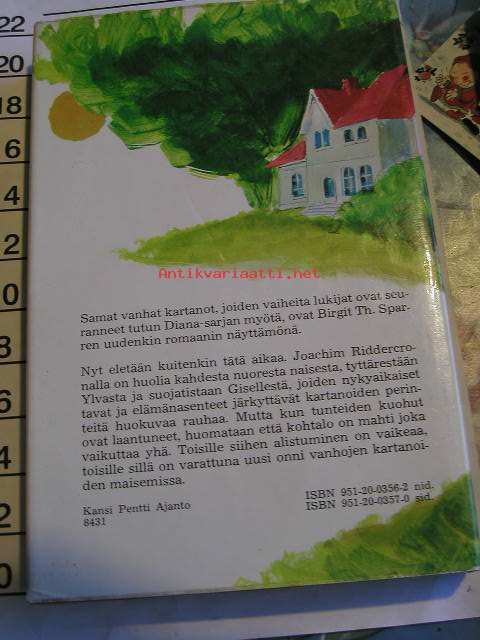 22
20
18
6
4
2
0
8
6
4
2
0
Antikvariaatti.net
Samat vanhat kartanot, joiden vaiheita lukijat ovat seu-
ranneet tutun Diana-sarjan myötä, ovat Birgit Th. Spar-
ren uudenkin romaanin näyttämönä.
Nyt eletään kuitenkin tätä aikaa. Joachim Riddercro-
nalla on huolia kahdesta nuoresta naisesta, tyttärestään
Ylvasta ja suojatistaan Gisellestä, joiden nykyaikaiset
tavat ja elämänasenteet järkyttävät kartanoiden perin-
teitä huokuvaa rauhaa. Mutta kun tunteiden kuohut
ovat laantuneet, huomataan että kohtalo on mahti joka
vaikuttaa yhä. Toisille siihen alistuminen on vaikeaa,
toisille sillä on varattuna uusi onni vanhojen kartanoi-
den maisemissa.
Kansi Pentti Ajanto
8431
ISBN 951-20-0356-2 nid.
ISBN 951-20-0357-0 sid.